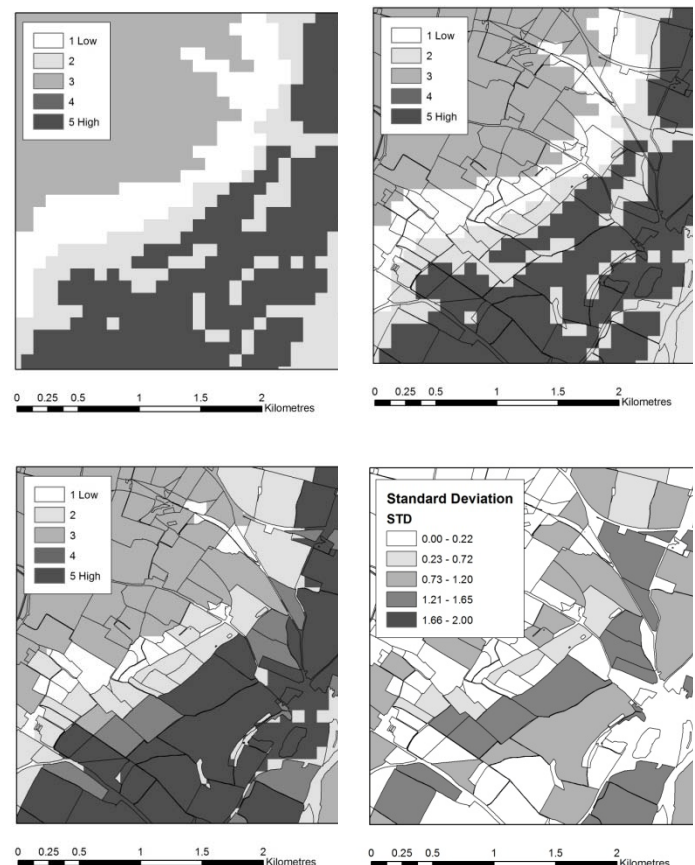 1 Low
2
3
4
5 High
0 0.25 0.5 1 1.5 2
Kilometres
1 Low
2
3
4
5 High
0 0.25 0.5 1 1.5 2
Kilometres
1 Low
2
3
4
5 High
0 0.25 0.5 1 1.5 2
Kilometres
Standard Deviation
STD
0.00 - 0.22
0.23 - 0.72
0.73 - 1.20
1.21 - 1.65
1.66 - 2.00
0 0.25 0.5 1 1.5 2
Kilometres